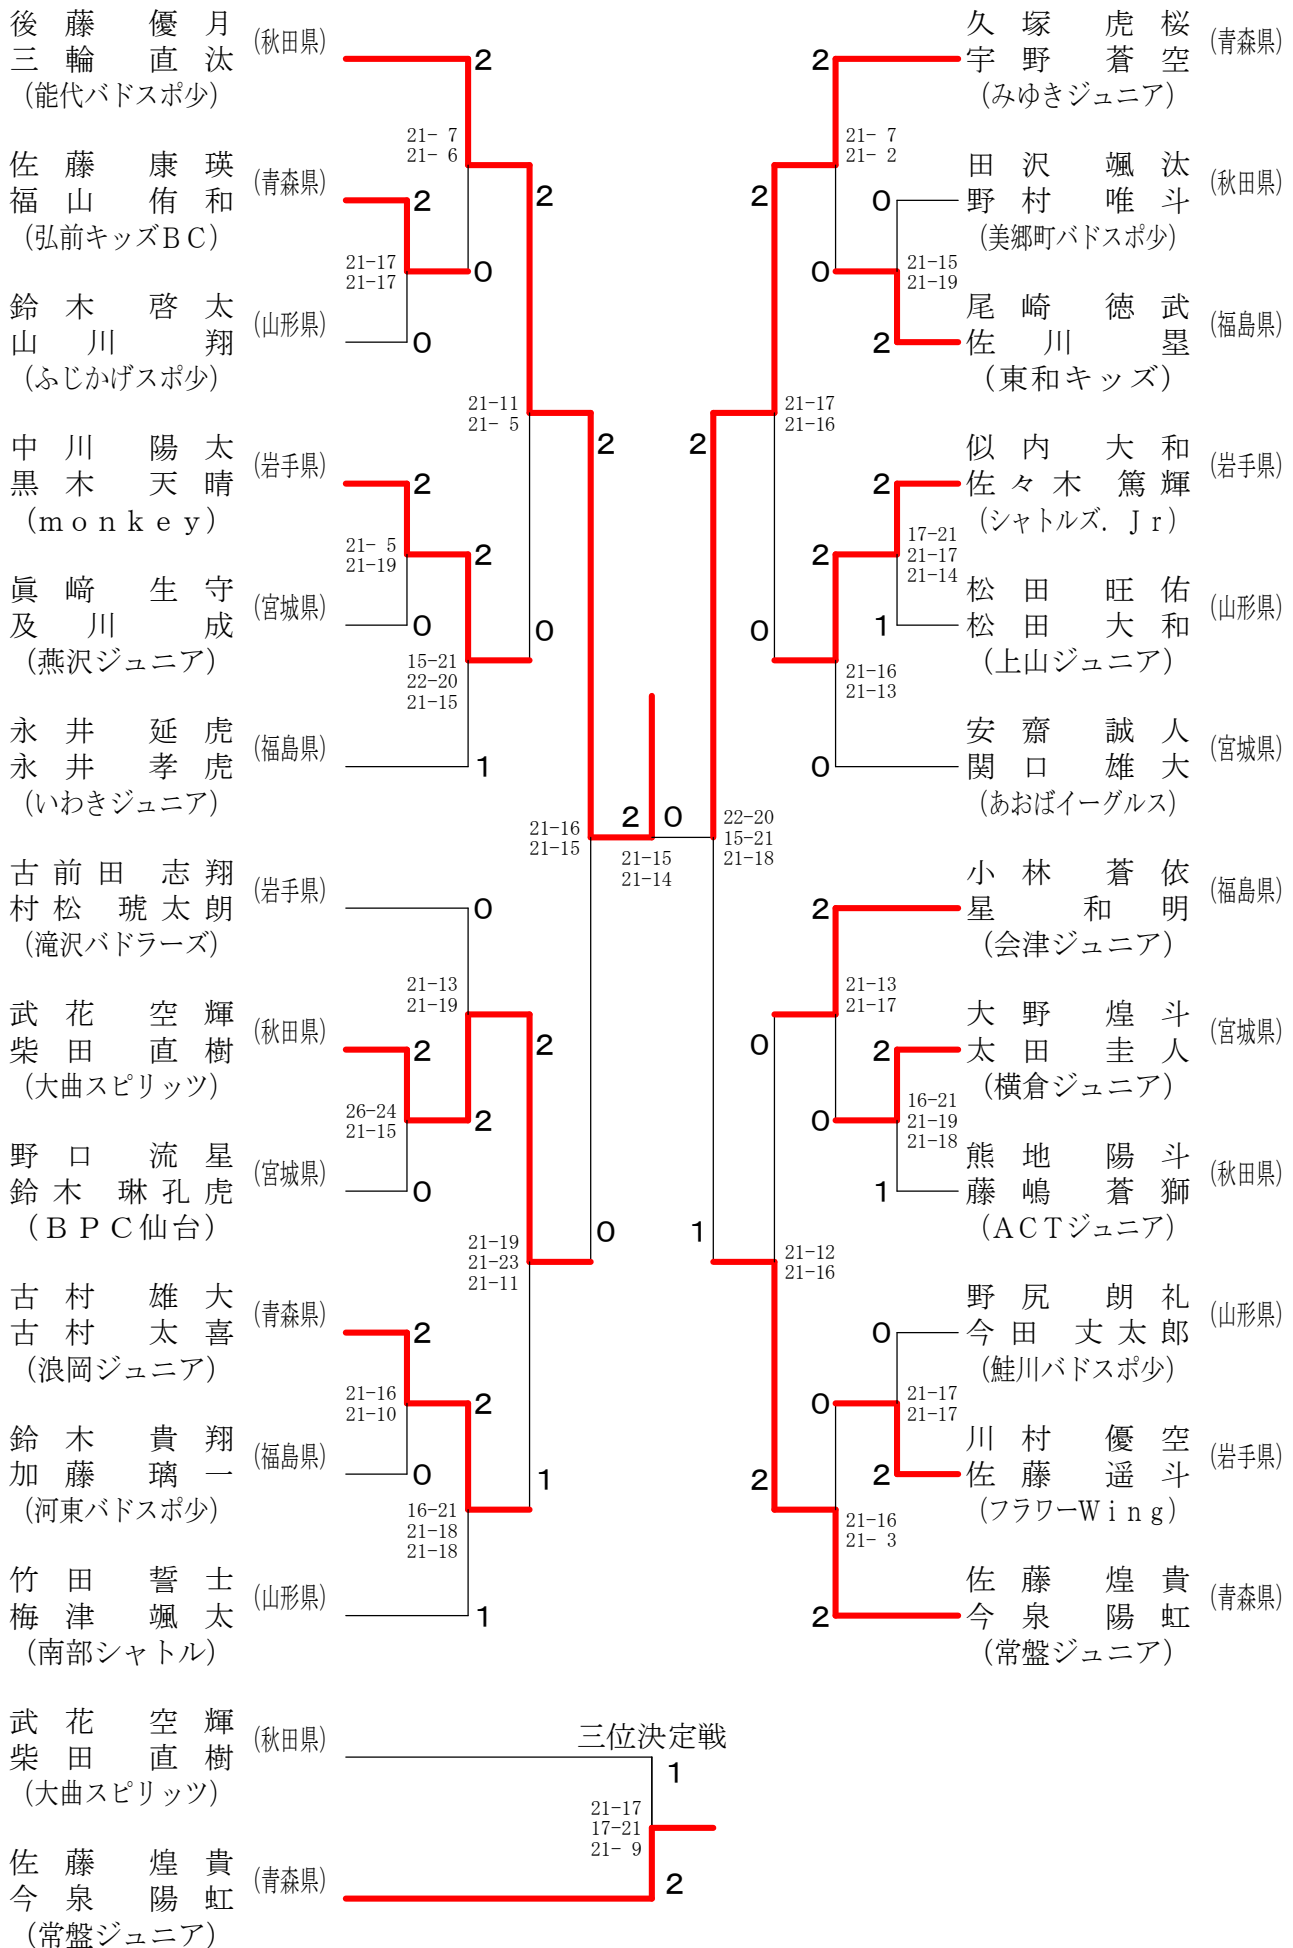 後藤 優月 (秋田県)
三輪 直汰
(能代バドスポ少)
2
21- 7
21- 6
佐藤 康瑛 (青森県)
福山 侑和
(弘前キッズBC)
2
2
21-17
21-17
0
鈴木 啓太 (山形県)
山川 翔
(ふじかげスポ少)
0
21-11
21- 5
2
中川 陽太 (岩手県)
黒木 天晴
(monkey)
2
21- 5
21-19
2
眞﨑 生守 (宮城県)
及川 成
(燕沢ジュニア)
0
0
15-21
22-20
21-15
永井 延虎 (福島県)
永井 孝虎
(いわきジュニア)
1
21-16
21-15
2 0
21-15
21-14
古前田 志翔 (岩手県)
村松 琥太朗
(滝沢バドラーズ)
0
21-13
21-19
武花 空輝 (秋田県)
柴田 直樹
(大曲スピリッツ)
2
2
26-24
21-15
2
野口 流星 (宮城県)
鈴木 琳孔虎
(BPC仙台)
0
21-19
21-23
21-11
0
古村 雄大 (青森県)
古村 太喜
(浪岡ジュニア)
2
21-16
21-10
2
鈴木 貴翔 (福島県)
加藤 璃一
(河東バドスポ少)
0
1
16-21
21-18
21-18
竹田 誓士 (山形県)
梅津 颯太
(南部シャトル)
1
久塚 虎桜 (青森県)
宇野 蒼空
(みゆきジュニア)
2
21- 7
21- 2
田沢 颯汰 (秋田県)
野村 唯斗
(美郷町バドスポ少)
2
0
0
21-15
21-19
尾崎 徳武 (福島県)
佐川 塁
(東和キッズ)
2
21-17
21-16
2
似内 大和 (岩手県)
佐々木 篤輝
(シャトルズ.Jr)
2
2
17-21
21-17
21-14
松田 旺佑 (山形県)
松田 大和
(上山ジュニア)
0
1
21-16
21-13
安齋 誠人 (宮城県)
関口 雄大
(あおばイーグルス)
0
22-20
15-21
21-18
小林 蒼依 (福島県)
星 和明
(会津ジュニア)
2
21-13
21-17
大野 煌斗 (宮城県)
太田 圭人
(横倉ジュニア)
0
2
0
16-21
21-19
21-18
熊地 陽斗 (秋田県)
藤嶋 蒼獅
(ACTジュニア)
1
1
21-12
21-16
野尻 朗礼 (山形県)
今田 丈太郎
(鮭川バドスポ少)
0
0
21-17
21-17
川村 優空 (岩手県)
佐藤 遥斗
(フラワーWing)
2
2
21-16
21- 3
佐藤 煌貴 (青森県)
今泉 陽虹
(常盤ジュニア)
2
三位決定戦
武花 空輝 (秋田県)
柴田 直樹
(大曲スピリッツ)
1
21-17
17-21
21- 9
佐藤 煌貴 (青森県)
今泉 陽虹
(常盤ジュニア)
2